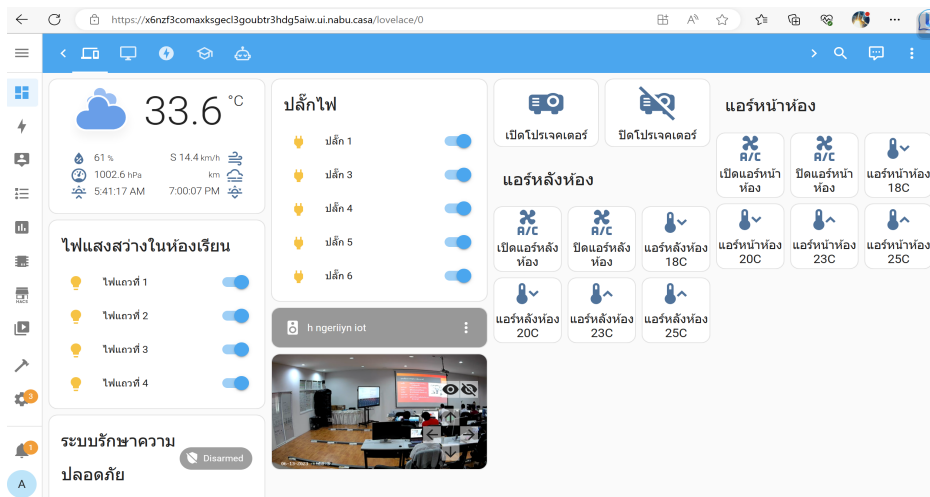 https://x6nzf3comaxksgecl3goubtr3hdg5aiw.ui.nabu.casa/lovelace/0
33.6 °C
61 %
S 14.4 km/h
1002.6 hPa
km
5:41:17 AM
7:00:07 PM
ไฟแสงสว่างในห้องเรียน
ไฟแถวที่ 1
ไฟแถวที่ 2
ไฟแถวที่ 3
ไฟแถวที่ 4
ระบบรักษาความ
ปลอดภัย
Disarmed
ปลั๊กไฟ
ปลั๊ก 1
ปลั๊ก 3
ปลั๊ก 4
ปลั๊ก 5
ปลั๊ก 6
h ngeriiyn iot
เปิดโปรเจคเตอร์
ปิดโปรเจคเตอร์
แอร์หลังห้อง
A/C
เปิดแอร์หลัง
ห้อง
A/C
ปิดแอร์หลัง
ห้อง
แอร์หลังห้อง
18C
แอร์หลังห้อง
20C
แอร์หลังห้อง
23C
แอร์หลังห้อง
25C
แอร์หน้าห้อง
A/C
เปิดแอร์หน้า
ห้อง
A/C
ปิดแอร์หน้า
ห้อง
แอร์หน้าห้อง
18C
แอร์หน้าห้อง
20C
แอร์หน้าห้อง
23C
แอร์หน้าห้อง
25C
HACS
3
1
A